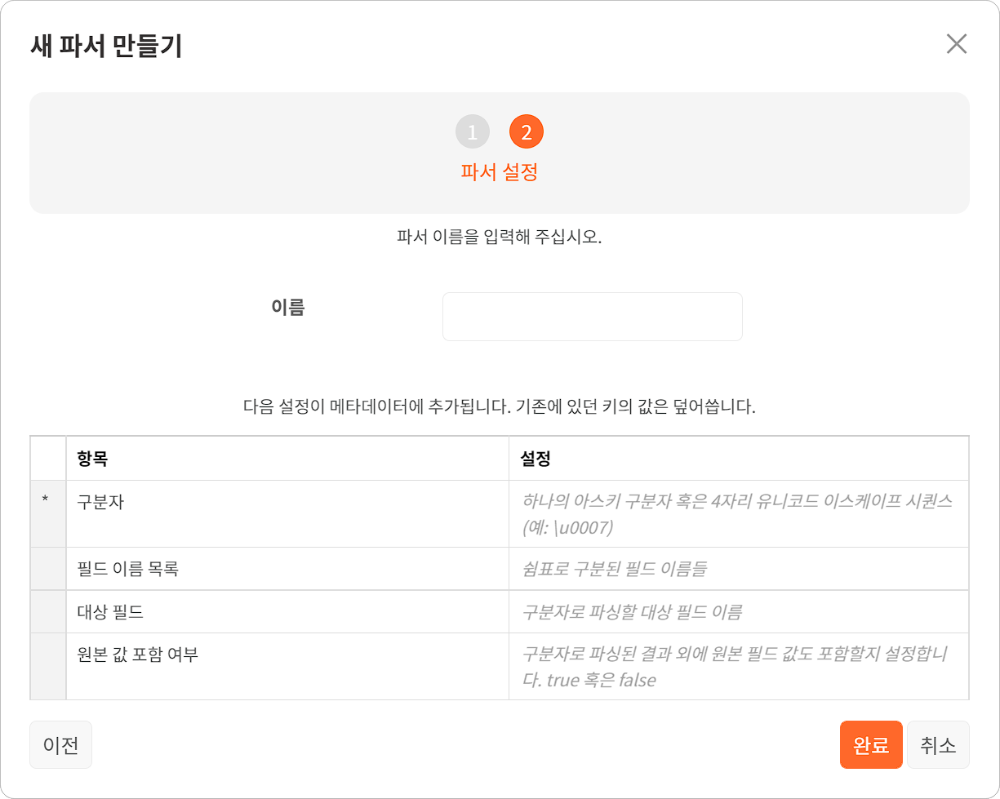 새 파서 만들기
1 2
파서 설정
파서 이름을 입력해 주십시오.
이름
다음 설정이 메타데이터에 추가됩니다. 기존에 있던 키의 값은 덮어씁니다.
항목 설정
* 구분자 하나의 아스키 구분자 혹은 4자리 유니코드 이스케이프 시퀀스
(예: \u0007)
필드 이름 목록 쉼표로 구분된 필드 이름들
대상 필드 구분자로 파싱할 대상 필드 이름
원본 값 포함 여부 구분자로 파싱된 결과 외에 원본 필드 값도 포함할지 설정합니
다. true 혹은 false
이전 완료 취소